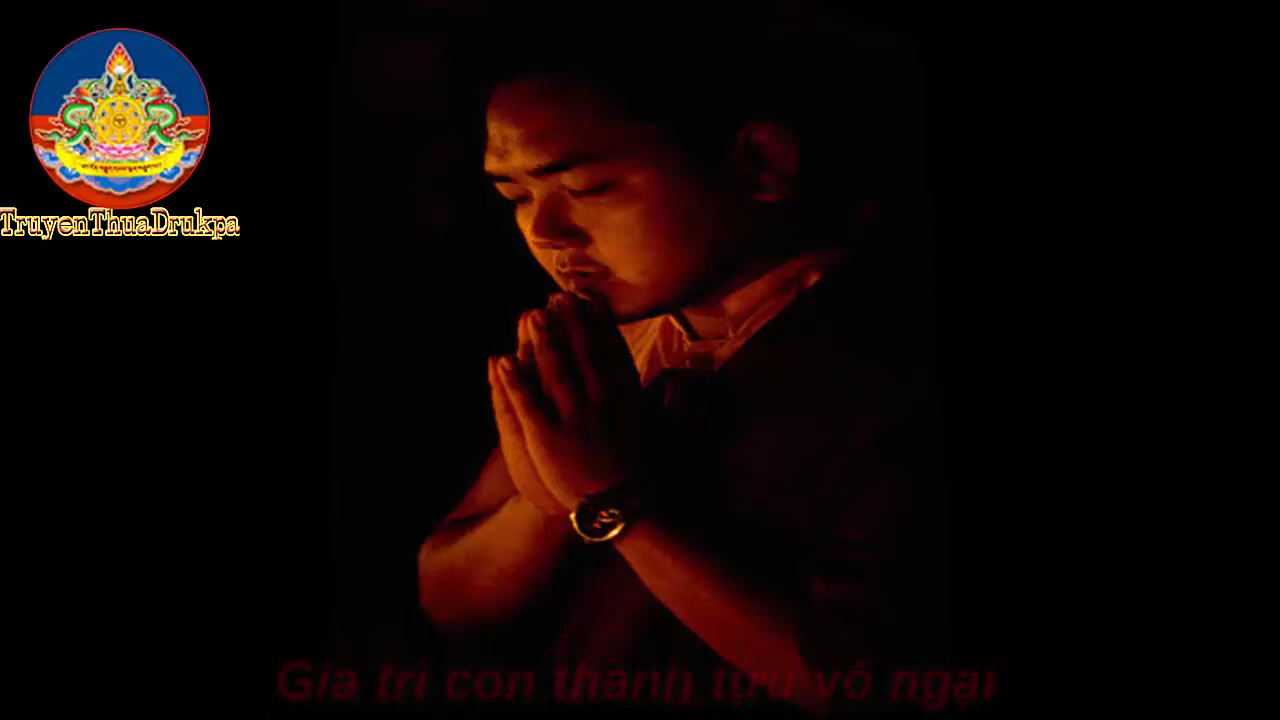 TruyenThuaDrukpa
Gia trì con thành tựu vô ngại